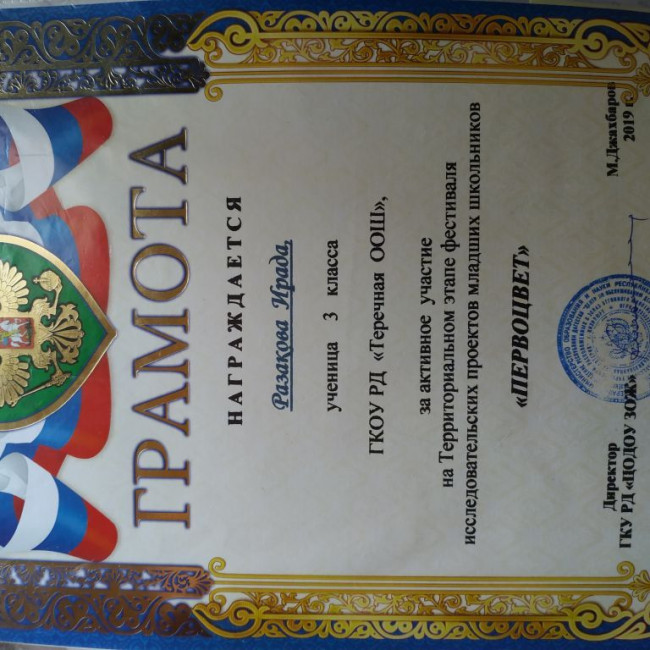 ГРАМОТА
НАГРАЖДАЕТСЯ
Разакова Ирада
ученица 3 класса
ГКОУ РД «Теречная ООШ»,
за активное участие
на Территориальном этапе фестиваля
исследовательских проектов младших школьников
«ПЕРВОЦВЕТ»
Директор
ГКУ РД «ЦОДОУ ЗОЖ»
М.Джахбаров
2019 г.